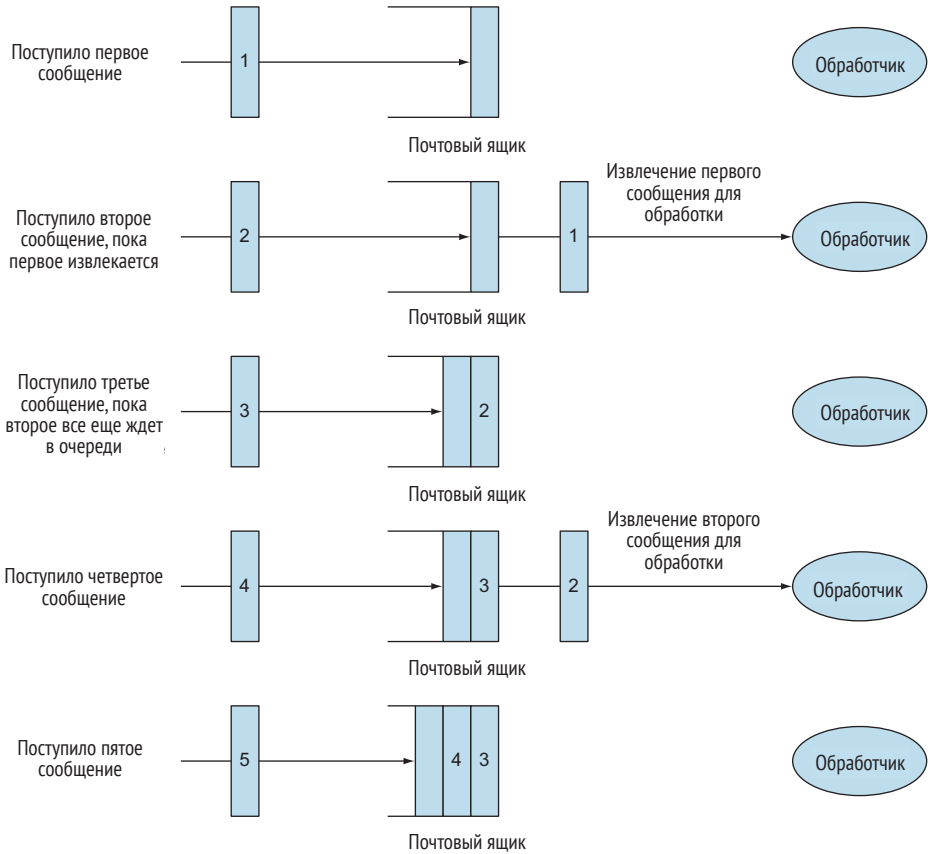 Поступило первое
сообщение
1
Обработчик
Почтовый ящик
Извлечение первого
сообщения для
обработки
Поступило второе
сообщение, пока
первое извлекается
2
1
Обработчик
Почтовый ящик
Поступило третье
сообщение, пока
второе все еще ждет
в очереди
3
2
Обработчик
Почтовый ящик
Извлечение второго
сообщения для
обработки
Поступило четвертое
сообщение
4
3
2
Обработчик
Почтовый ящик
Поступило пятое
сообщение
5
4
3
Обработчик
Почтовый ящик